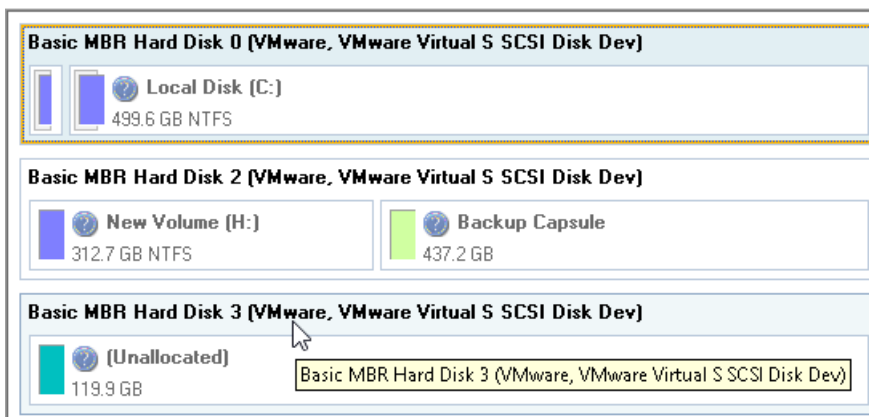 Basic MBR Hard Disk 0 (VMware, VMware Virtual S SCSI Disk Dev)
Local Disk (C:)
499.6 GB NTFS
Basic MBR Hard Disk 2 (VMware, VMware Virtual S SCSI Disk Dev)
New Volume (H:)
312.7 GB NTFS
Backup Capsule
437.2 GB
Basic MBR Hard Disk 3 (VMware, VMware Virtual S SCSI Disk Dev)
(Unallocated)
119.9 GB
Basic MBR Hard Disk 3 (VMware, VMware Virtual S SCSI Disk Dev)